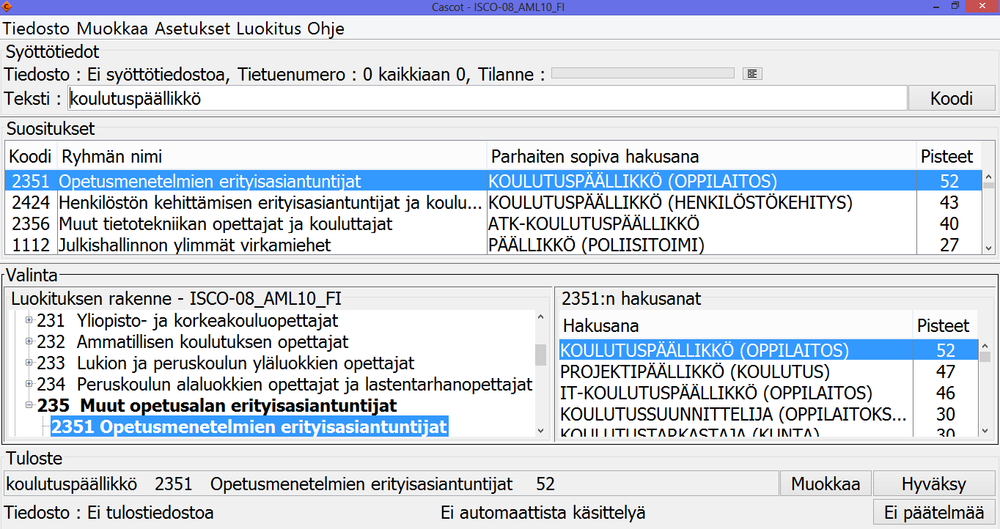 Cascot - ISCO-08_AML10_FI
Tiedosto Muokkaa Asetukset Luokitus Ohje
Syöttötiedot
Tiedosto : Ei syöttötiedostoa, Tietuenumero : 0 kaikkiaan 0, Tilanne :
Teksti : koulutuspäällikkö Koodi
Suositukset
Koodi Ryhmän nimi Parhaiten sopiva hakusana Pisteet
2351 Opetusmenetelmien erityisasiantuntijat KOULUTUSPÄÄLLIKKÖ (OPPILAITOS) 52
2424 Henkilöstön kehittämisen erityisasiantuntijat ja koulu... KOULUTUSPÄÄLLIKKÖ (HENKILÖSTÖKEHITYS) 43
2356 Muut tietotekniikan opettajat ja kouluttajat ATK-KOULUTUSPÄÄLLIKKÖ 40
1112 Julkishallinnon ylimmät virkamiehet PÄÄLLIKKÖ (POLIISITOIMI) 27
Valinta
Luokituksen rakenne - ISCO-08_AML10_FI
231 Yliopisto- ja korkeakouluopettajat
232 Ammatillisen koulutuksen opettajat
233 Lukion ja peruskoulun yläluokkien opettajat
234 Peruskoulun alaluokkien opettajat ja lastentarhanopettajat
235 Muut opetusalan erityisasiantuntijat
2351 Opetusmenetelmien erityisasiantuntijat
2351:n hakusanat
Hakusana Pisteet
KOULUTUSPÄÄLLIKKÖ (OPPILAITOS) 52
PROJEKTIPÄÄLLIKKÖ (KOULUTUS) 47
IT-KOULUTUSPÄÄLLIKKÖ (OPPILAITOS) 46
KOULUTUSSUUNNITTELIJA (OPPILAITOKS... 30
KOULUTUSTARKASTAJA (KUNTA) 30
Tuloste
koulutuspäällikkö 2351 Opetusmenetelmien erityisasiantuntijat 52 Muokkaa Hyväksy
Tiedosto : Ei tulostiedostoa Ei automaattista käsittelyä Ei päätelmää